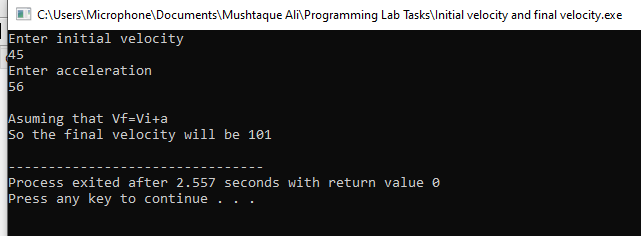 C:\Users\Microphone\Documents\Mushtaque Ali\Programming Lab Tasks\Initial velocity and final velocity.exe
Enter initial velocity
45
Enter acceleration
56
Asuming that Vf=Vi+a
So the final velocity will be 101
--------------------------------
Process exited after 2.557 seconds with return value 0
Press any key to continue . . .